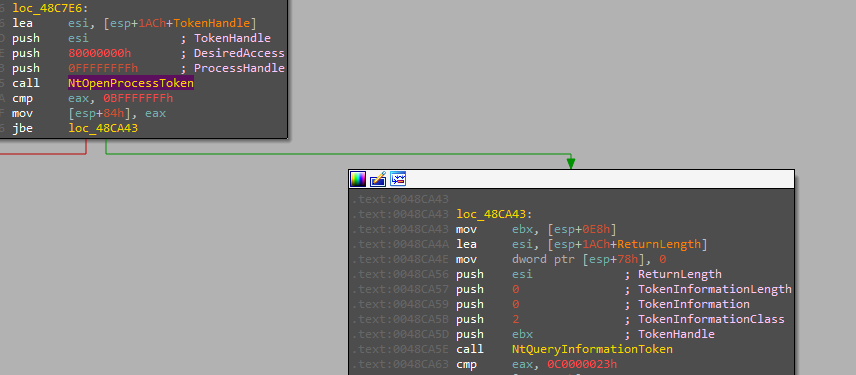 loc_48C7E6:
lea esi, [esp+1ACh+TokenHandle]
push esi ; TokenHandle
push 80000000h ; DesiredAccess
push 0FFFFFFFFh ; ProcessHandle
call NtOpenProcessToken
cmp eax, 0BFFFFFFFh
mov [esp+84h], eax
jbe loc_48CA43
.text:0048CA43
.text:0048CA43 loc_48CA43:
.text:0048CA43 mov ebx, [esp+0E8h]
.text:0048CA4A lea esi, [esp+1ACh+ReturnLength]
.text:0048CA4E mov dword ptr [esp+78h], 0
.text:0048CA56 push esi ; ReturnLength
.text:0048CA57 push 0 ; TokenInformationLength
.text:0048CA59 push 0 ; TokenInformation
.text:0048CA5B push 2 ; TokenInformationClass
.text:0048CA5D push ebx ; TokenHandle
.text:0048CA5E call NtQueryInformationToken
.text:0048CA63 cmp eax, 0C0000023h